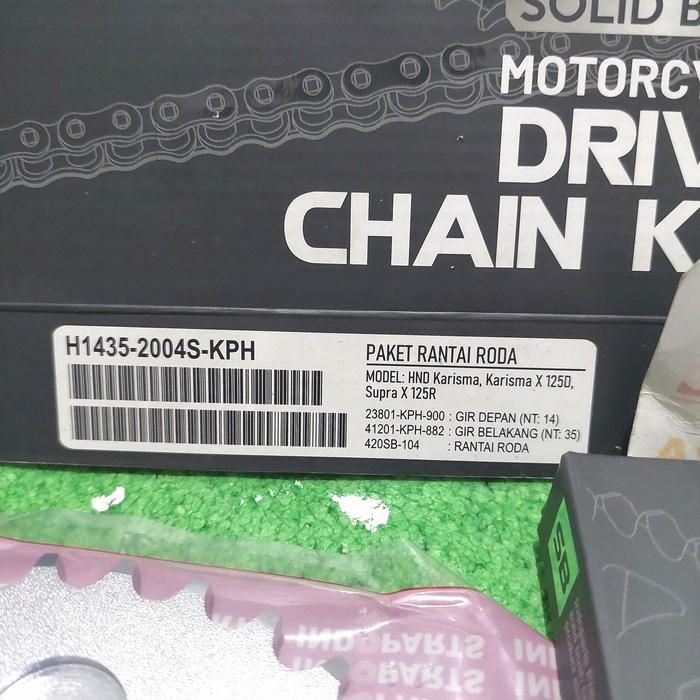 SOLID B
MOTORCY
DRIV
CHAIN K
H1435-2004S-KPH
PAKET RANTAI RODA
MODEL: HND Karisma, Karisma X 125D,
Supra X 125R
23801-KPH-900 : GIR DEPAN (NT: 14)
41201-KPH-882 : GIR BELAKANG (NT: 35)
420SB-104 : RANTAI RODA
SB
INDOPARTS
INDOPARTS